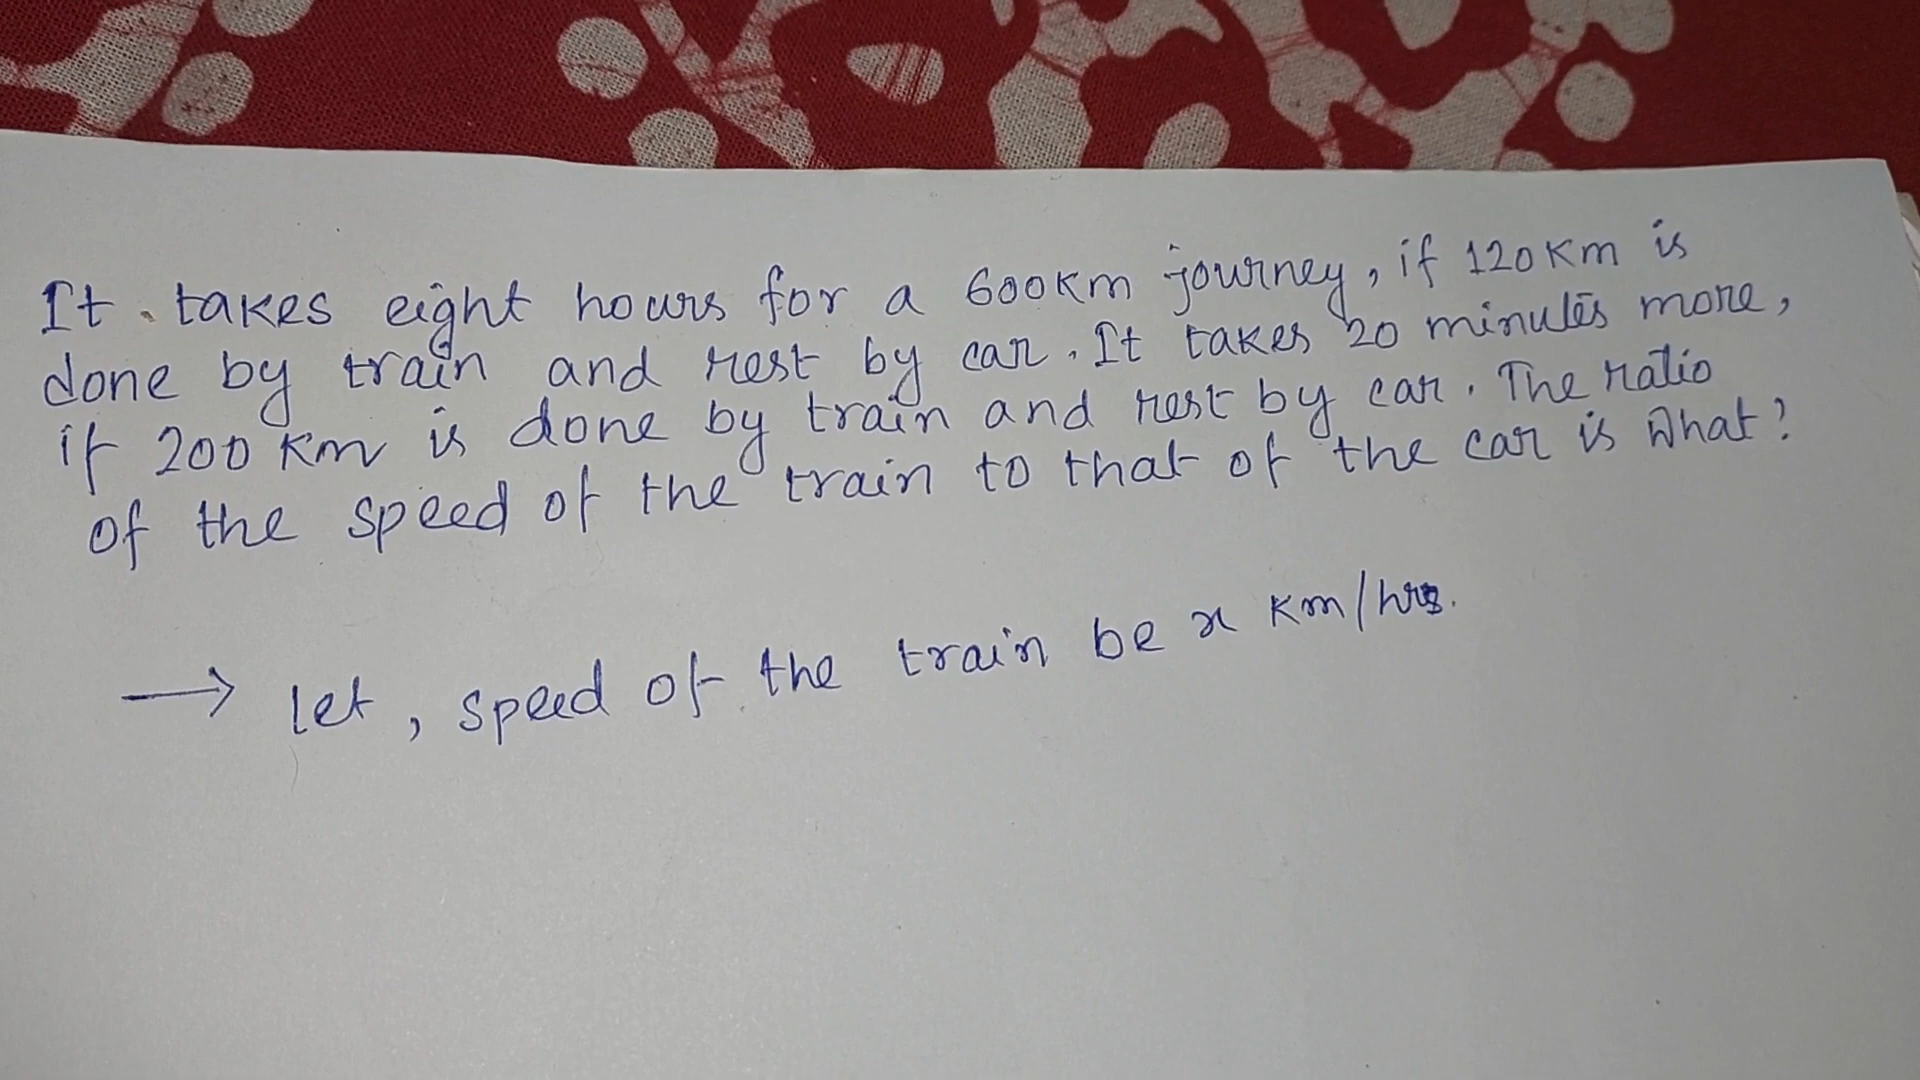 It takes eight hours for a 600km journey, if 120km is
done by train and rest by car. It takes 20 minutes more,
if 200 km is done by train and rest by car. The ratio
of the speed of the train to that of the car is What?
→ let, speed of the train be x km/hrs.